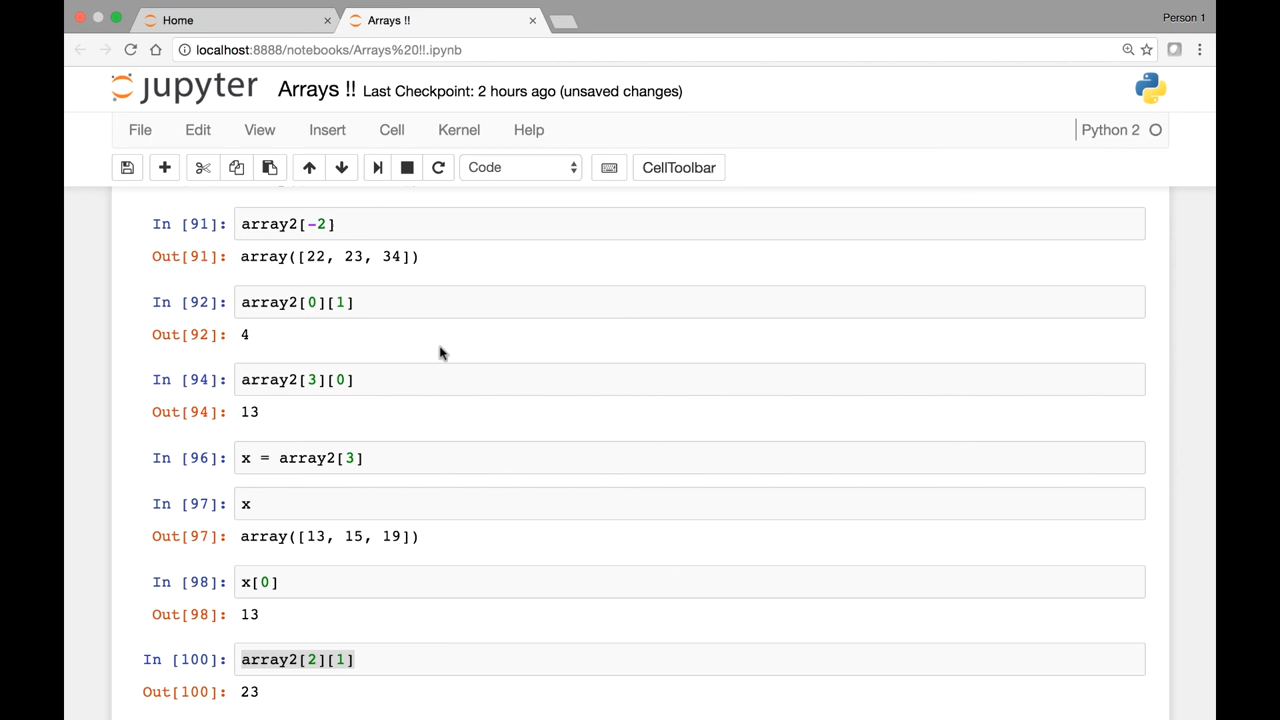 Home
Arrays !!
Person 1
localhost:8888/notebooks/Arrays%20!!.ipynb
jupyter Arrays !! Last Checkpoint: 2 hours ago (unsaved changes)
File Edit View Insert Cell Kernel Help Python 2
Code CellToolbar
In [91]: array2[-2]
Out[91]: array([22, 23, 34])
In [92]: array2[0][1]
Out[92]: 4
In [94]: array2[3][0]
Out[94]: 13
In [96]: x = array2[3]
In [97]: x
Out[97]: array([13, 15, 19])
In [98]: x[0]
Out[98]: 13
In [100]: array2[2][1]
Out[100]: 23